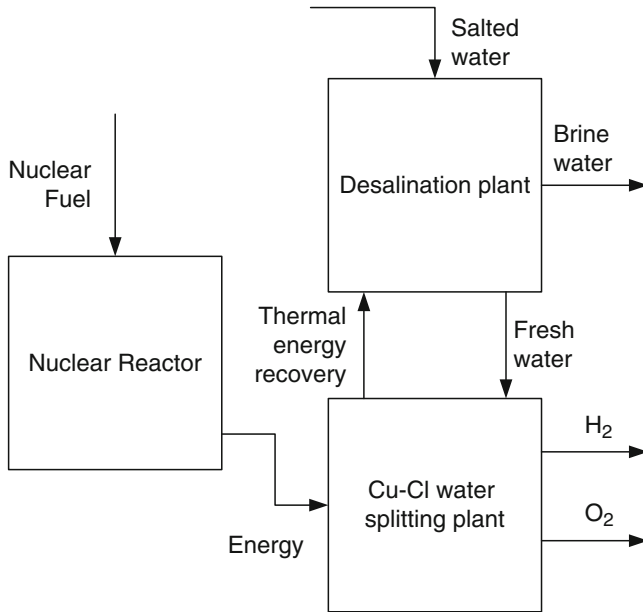 Salted
water
Brine
water
Desalination plant
Nuclear
Fuel
Nuclear Reactor
Thermal
energy
recovery
Fresh
water
H₂
Cu-Cl water
splitting plant
O₂
Energy